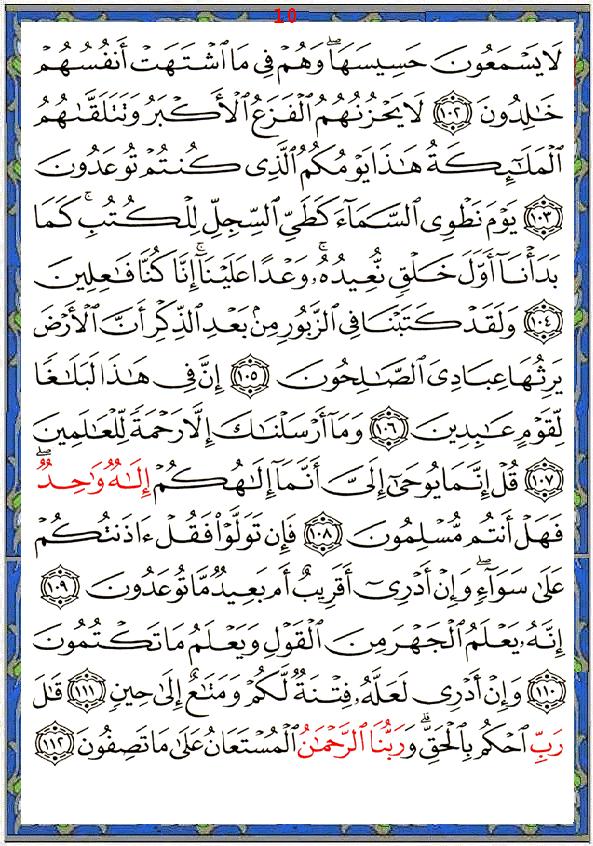 10
لَا يَسْمَعُونَ حَسِيسَهَا ۖ وَهُمْ فِي مَا ٱشْتَهَتْ أَنفُسُهُمْ
خَٰلِدُونَ ﴿١٠٢﴾ لَا يَحْزُنُهُمُ ٱلْفَزَعُ ٱلْأَكْبَرُ وَتَتَلَقَّىٰهُمُ
ٱلْمَلَٰٓئِكَةُ هَٰذَا يَوْمُكُمُ ٱلَّذِي كُنتُمْ تُوعَدُونَ
﴿١٠٣﴾ يَوْمَ نَطْوِي ٱلسَّمَآءَ كَطَيِّ ٱلسِّجِلِّ لِلْكُتُبِ ۚ كَمَا
بَدَأْنَآ أَوَّلَ خَلْقٍ نُّعِيدُهُۥ ۚ وَعْدًا عَلَيْنَآ ۚ إِنَّا كُنَّا فَٰعِلِينَ
﴿١٠٤﴾ وَلَقَدْ كَتَبْنَا فِي ٱلزَّبُورِ مِنۢ بَعْدِ ٱلذِّكْرِ أَنَّ ٱلْأَرْضَ
يَرِثُهَا عِبَادِيَ ٱلصَّٰلِحُونَ ﴿١٠٥﴾ إِنَّ فِي هَٰذَا لَبَلَٰغًا
لِّقَوْمٍ عَٰبِدِينَ ﴿١٠٦﴾ وَمَآ أَرْسَلْنَٰكَ إِلَّا رَحْمَةً لِّلْعَٰلَمِينَ
﴿١٠٧﴾ قُلْ إِنَّمَا يُوحَىٰٓ إِلَيَّ أَنَّمَآ إِلَٰهُكُمْ إِلَٰهٌ وَٰحِدٌ ۖ
فَهَلْ أَنتُم مُّسْلِمُونَ ﴿١٠٨﴾ فَإِن تَوَلَّوْا۟ فَقُلْ ءَاذَنتُكُمْ
عَلَىٰ سَوَآءٍ ۖ وَإِنْ أَدْرِيٓ أَقَرِيبٌ أَم بَعِيدٌ مَّا تُوعَدُونَ ﴿١٠٩﴾
إِنَّهُۥ يَعْلَمُ ٱلْجَهْرَ مِنَ ٱلْقَوْلِ وَيَعْلَمُ مَا تَكْتُمُونَ
﴿١١٠﴾ وَإِنْ أَدْرِي لَعَلَّهُۥ فِتْنَةٌ لَّكُمْ وَمَتَٰعٌ إِلَىٰ حِينٍ ﴿١١١﴾ قَٰلَ
رَبِّ ٱحْكُم بِٱلْحَقِّ ۗ وَرَبُّنَا ٱلرَّحْمَٰنُ ٱلْمُسْتَعَانُ عَلَىٰ مَا تَصِفُونَ ﴿١١٢﴾